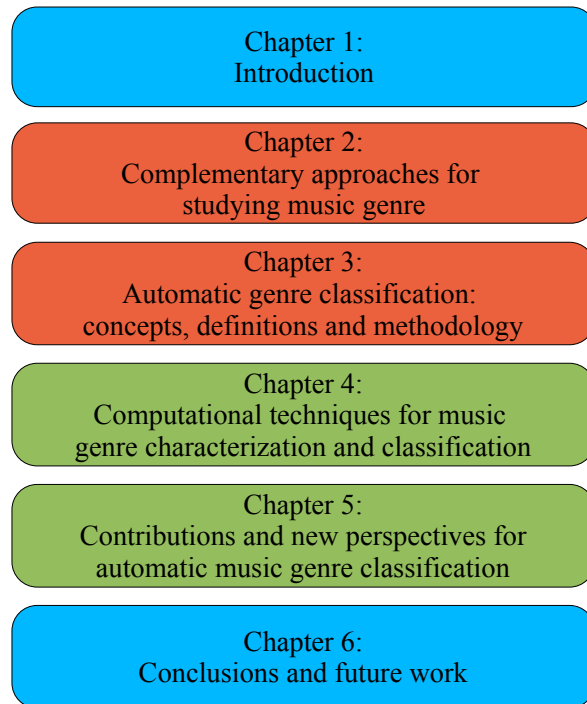 Chapter 1:
Introduction
Chapter 2:
Complementary approaches for
studying music genre
Chapter 3:
Automatic genre classification:
concepts, definitions and methodology
Chapter 4:
Computational techniques for music
genre characterization and classification
Chapter 5:
Contributions and new perspectives for
automatic music genre classification
Chapter 6:
Conclusions and future work